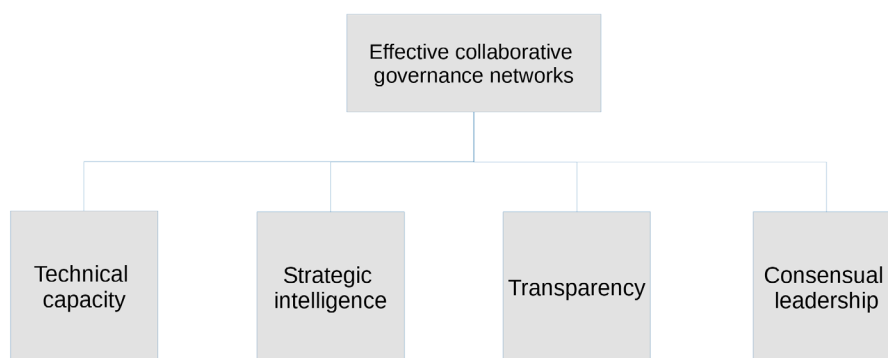 Effective collaborative
governance networks
Technical
capacity
Strategic
intelligence
Transparency
Consensual
leadership